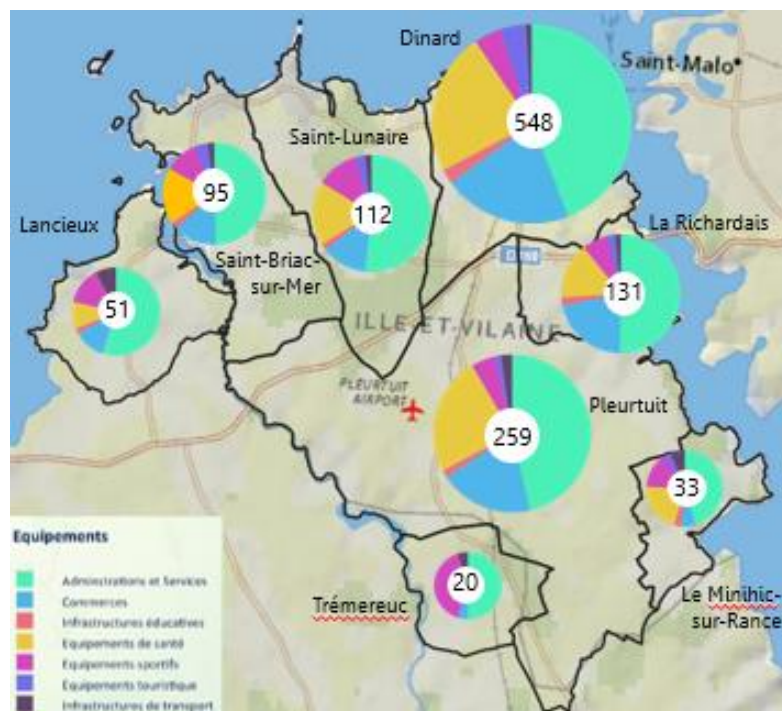 Dinard
Saint-Malo
548
Saint-Lunaire
95
112
La Richardais
Lancieux
Saint-Briac-
sur-Mer
131
51
ILLE-ET-VILAINE
PLEURTUIT
AIRPORT
Pleurtuit
259
33
Equipements
Adminstrations et Services
Commerces
Infrastructures éducatives
Equipements de santé
Equipements sportifs
Equipements touristique
Infrastructures de transport
20
Trémereuc
Le Minihic-
sur-Rance